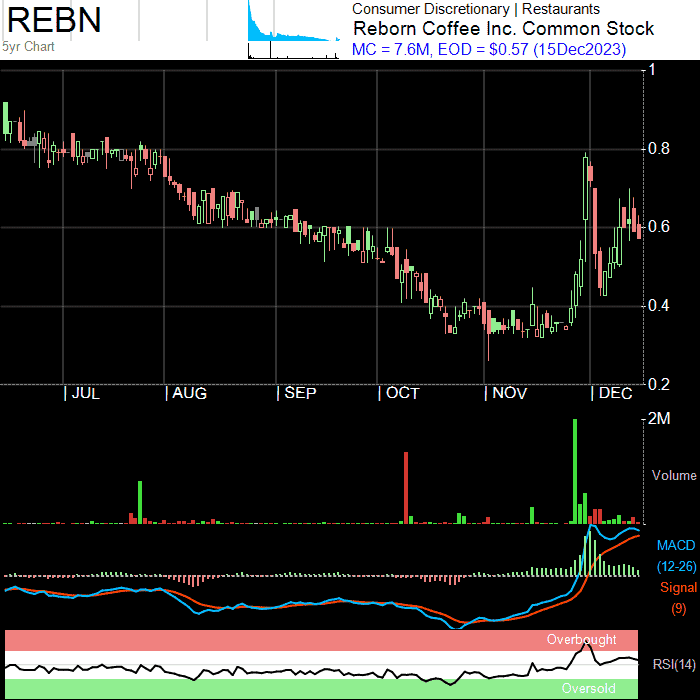 REBN
5yr Chart
Consumer Discretionary | Restaurants
Reborn Coffee Inc. Common Stock
MC = 7.6M, EOD = $0.57 (15Dec2023)
1
0.8
0.6
0.4
0.2
| JUL | AUG | SEP | OCT | NOV | DEC
2M
Volume
MACD
(12-26)
Signal
(9)
Overbought
RSI(14)
Oversold